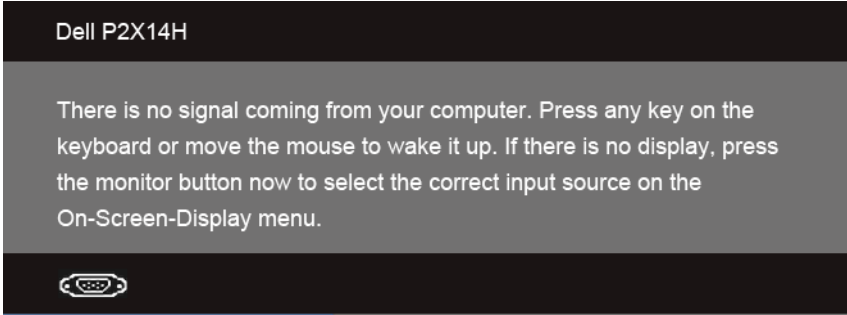 Dell P2X14H
There is no signal coming from your computer. Press any key on the
keyboard or move the mouse to wake it up. If there is no display, press
the monitor button now to select the correct input source on the
On-Screen-Display menu.